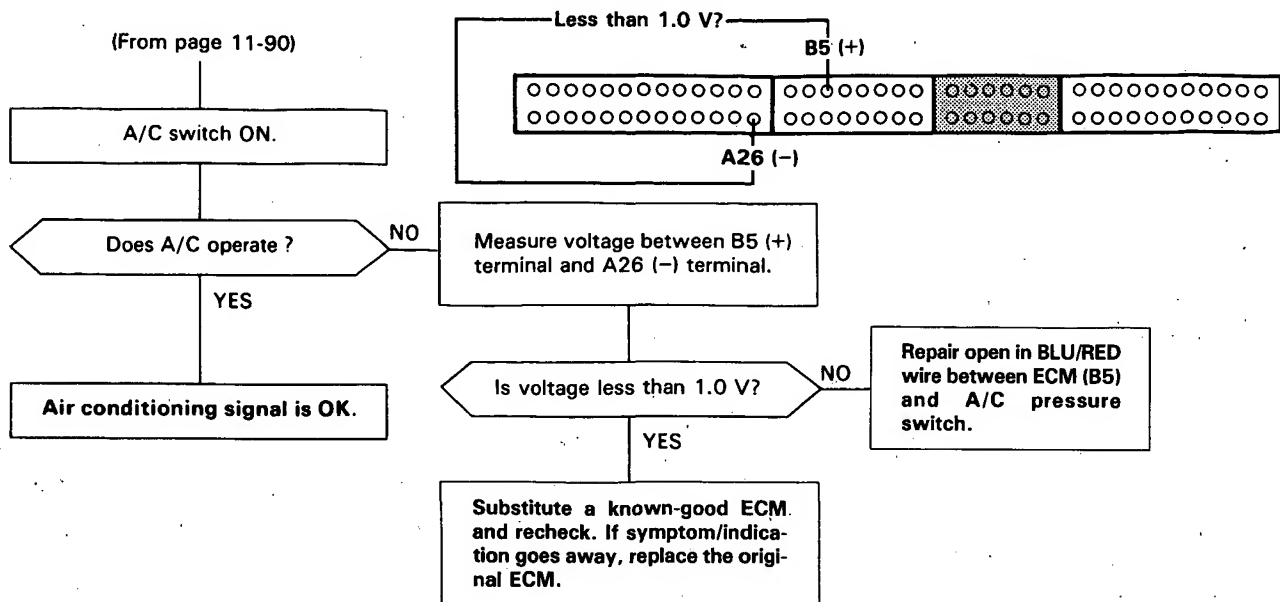 Less than 1.0 V?
(From page 11-90)
B5 (+)
A26 (−)
A/C switch ON.
Does A/C operate ?
NO
Measure voltage between B5 (+)
terminal and A26 (−) terminal.
YES
Air conditioning signal is OK.
Is voltage less than 1.0 V?
NO
Repair open in BLU/RED
wire between ECM (B5)
and A/C pressure
switch.
YES
Substitute a known-good ECM
and recheck. If symptom/indica-
tion goes away, replace the origi-
nal ECM.